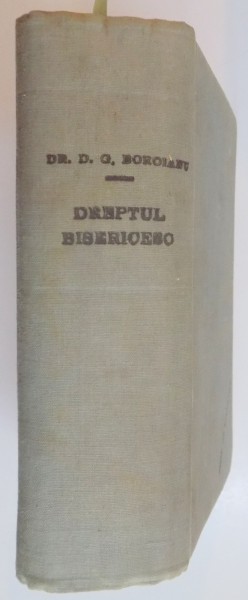 DR. D. G. BOROIANU
DREPTUL
BISERICESC